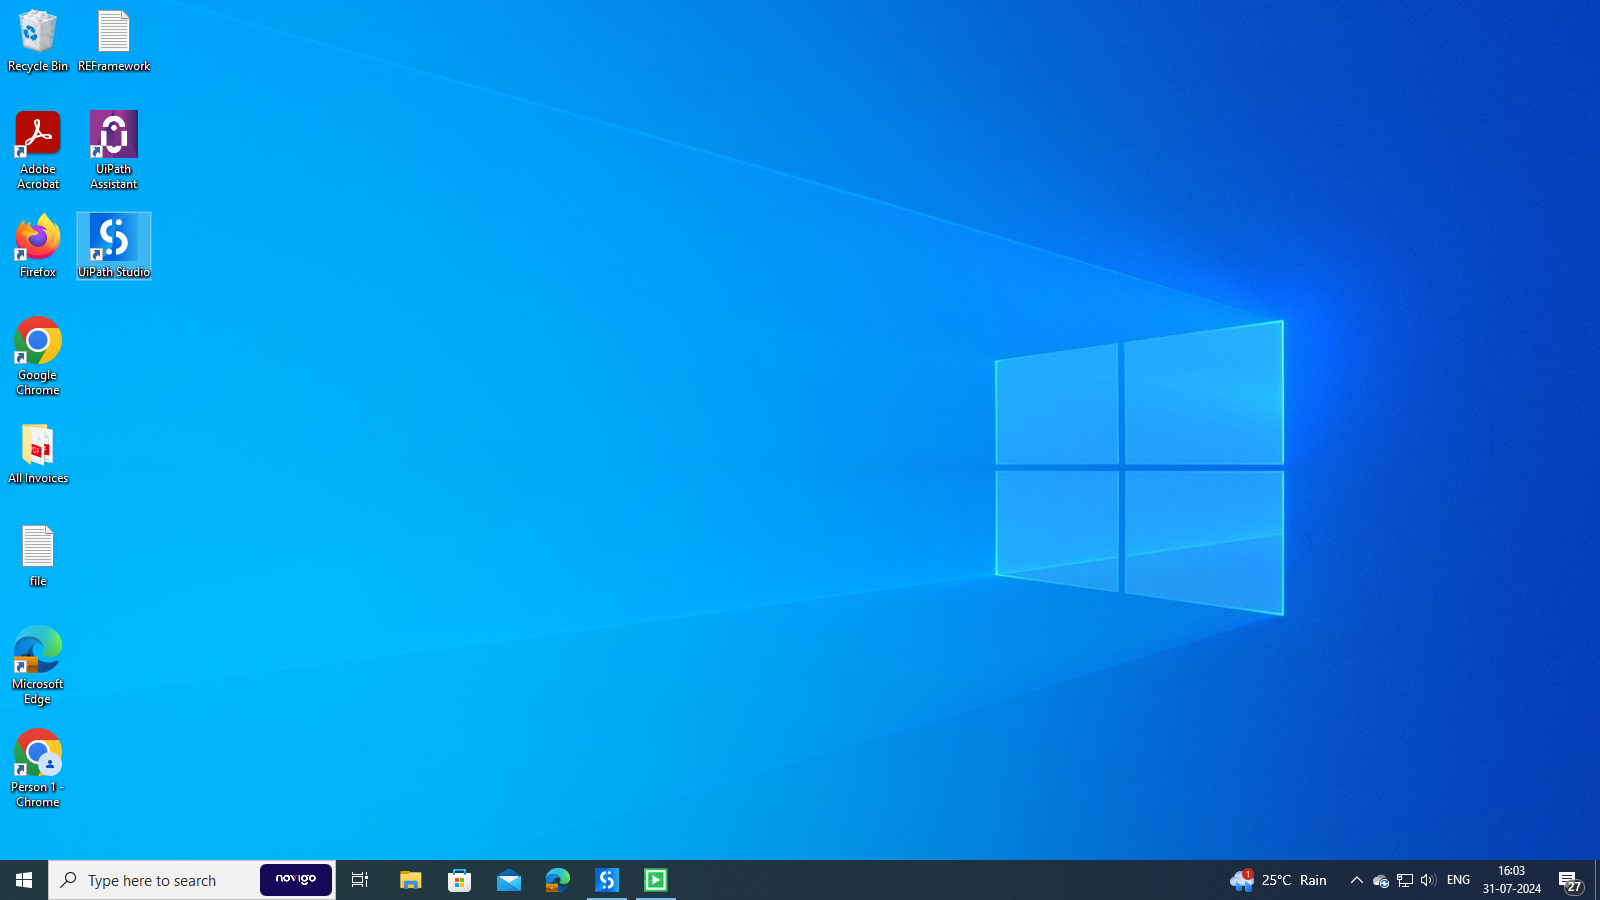 Recycle Bin
REFramework
Adobe
Acrobat
UiPath
Assistant
Firefox
UiPath Studio
Google
Chrome
PDF
All Invoices
file
Microsoft
Edge
Person 1 -
Chrome
Type here to search
novigo
1
25°C Rain
ENG
16:03
31-07-2024
27